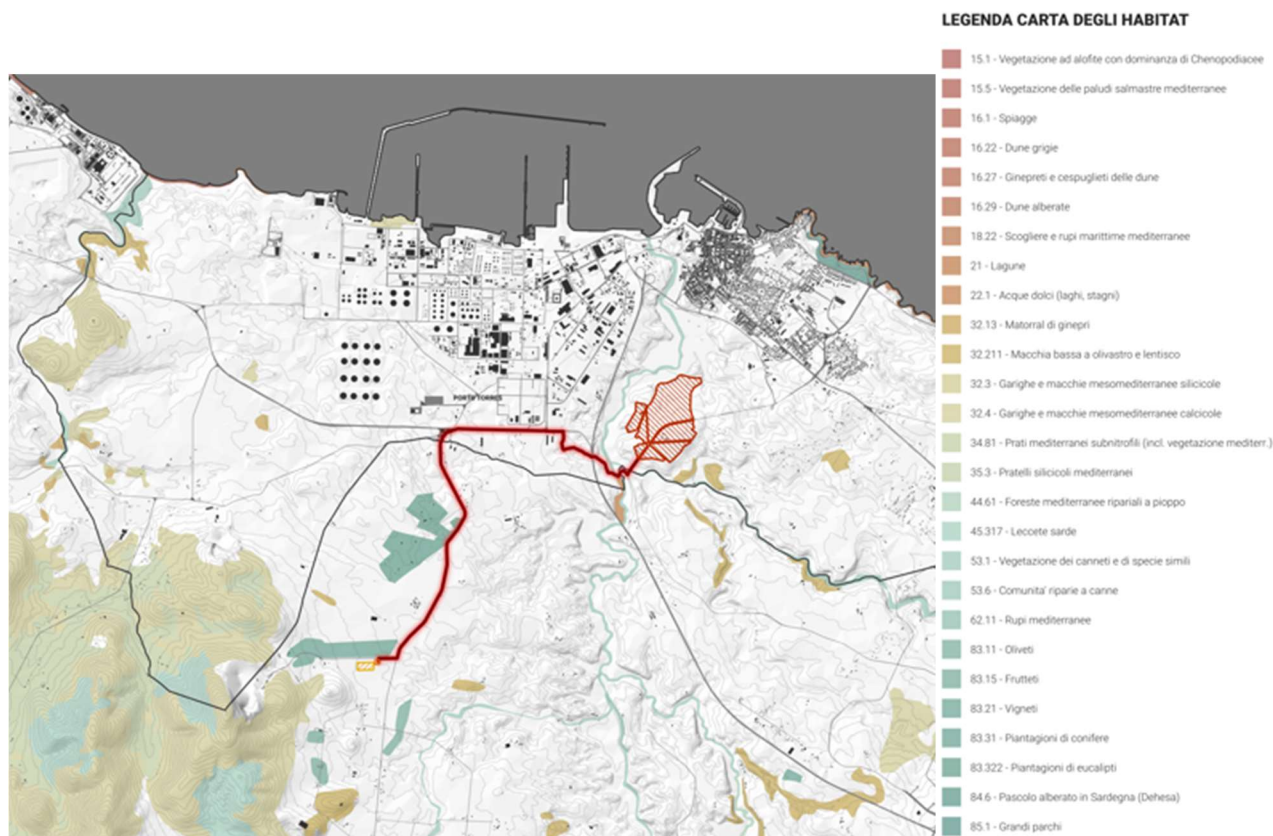 LEGENDA CARTA DEGLI HABITAT
15.1 - Vegetazione ad alofite con dominanza di Chenopodiacee
15.5 - Vegetazione delle paludi salmastre mediterranee
16.1 - Spiagge
16.22 - Dune grigie
16.27 - Ginepreti e cespuglieti delle dune
16.29 - Dune alberate
18.22 - Scogliere e rupi marittime mediterranee
21 - Lagune
22.1 - Acque dolci (laghi, stagni)
32.13 - Matorral di ginepri
32.211 - Macchia bassa a olivastro e lentisco
32.3 - Garighe e macchie mesomediterranee silicicole
32.4 - Garighe e macchie mesomediterranee calcicole
34.81 - Prati mediterranei subnitrofili (incl. vegetazione mediterr.)
35.3 - Pratelli silicicoli mediterranei
44.61 - Foreste mediterranee ripariali a pioppo
45.317 - Leccete sarde
53.1 - Vegetazione dei canneti e di specie simili
53.6 - Comunita' riparie a canne
62.11 - Rupi mediterranee
83.11 - Oliveti
83.15 - Frutteti
83.21 - Vigneti
83.31 - Piantagioni di conifere
83.322 - Piantagioni di eucalipti
84.6 - Pascolo alberato in Sardegna (Dehesa)
85.1 - Grandi parchi
PORTO TORRES